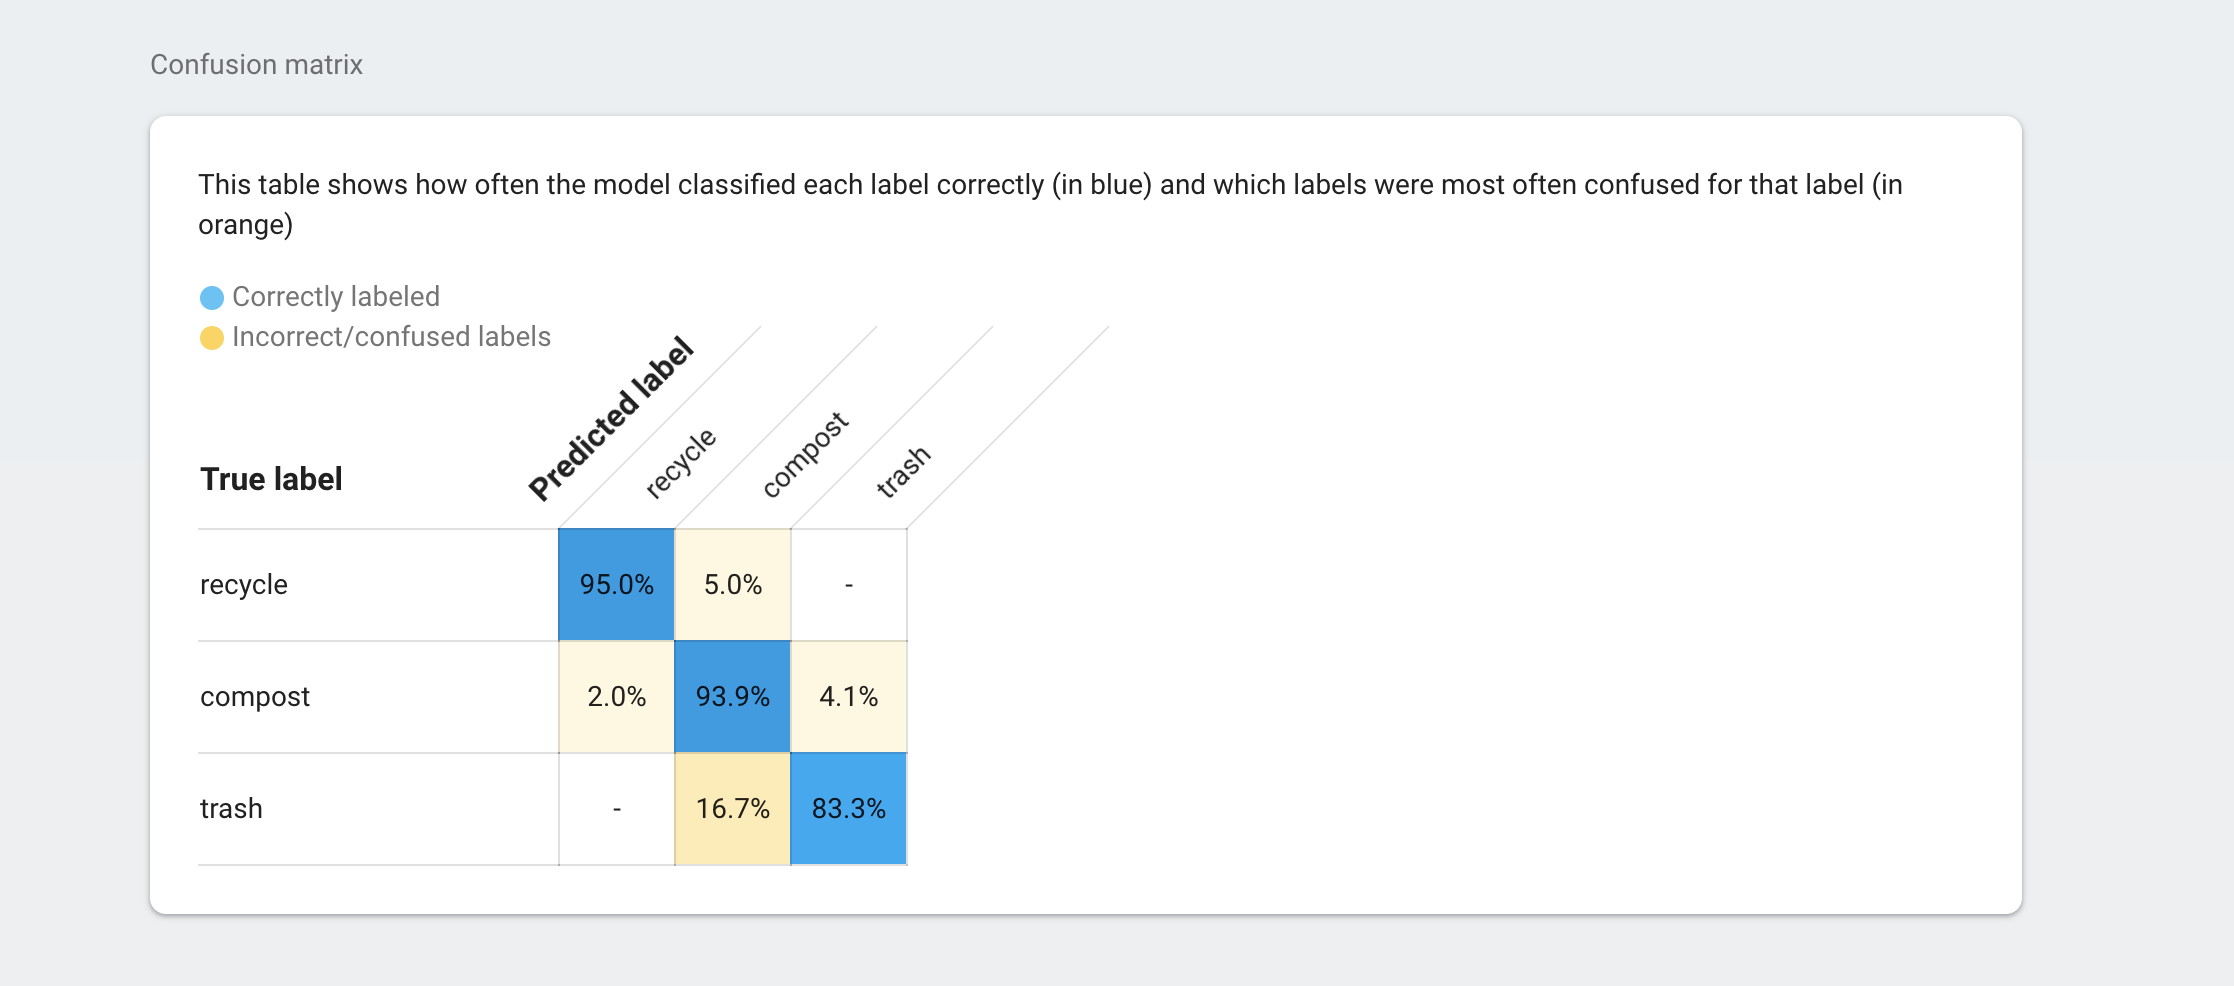 Confusion matrix
This table shows how often the model classified each label correctly (in blue) and which labels were most often confused for that label (in
orange)
Correctly labeled
Incorrect/confused labels
True label
Predicted label
recycle
compost
trash
recycle 95.0% 5.0% -
compost 2.0% 93.9% 4.1%
trash - 16.7% 83.3%